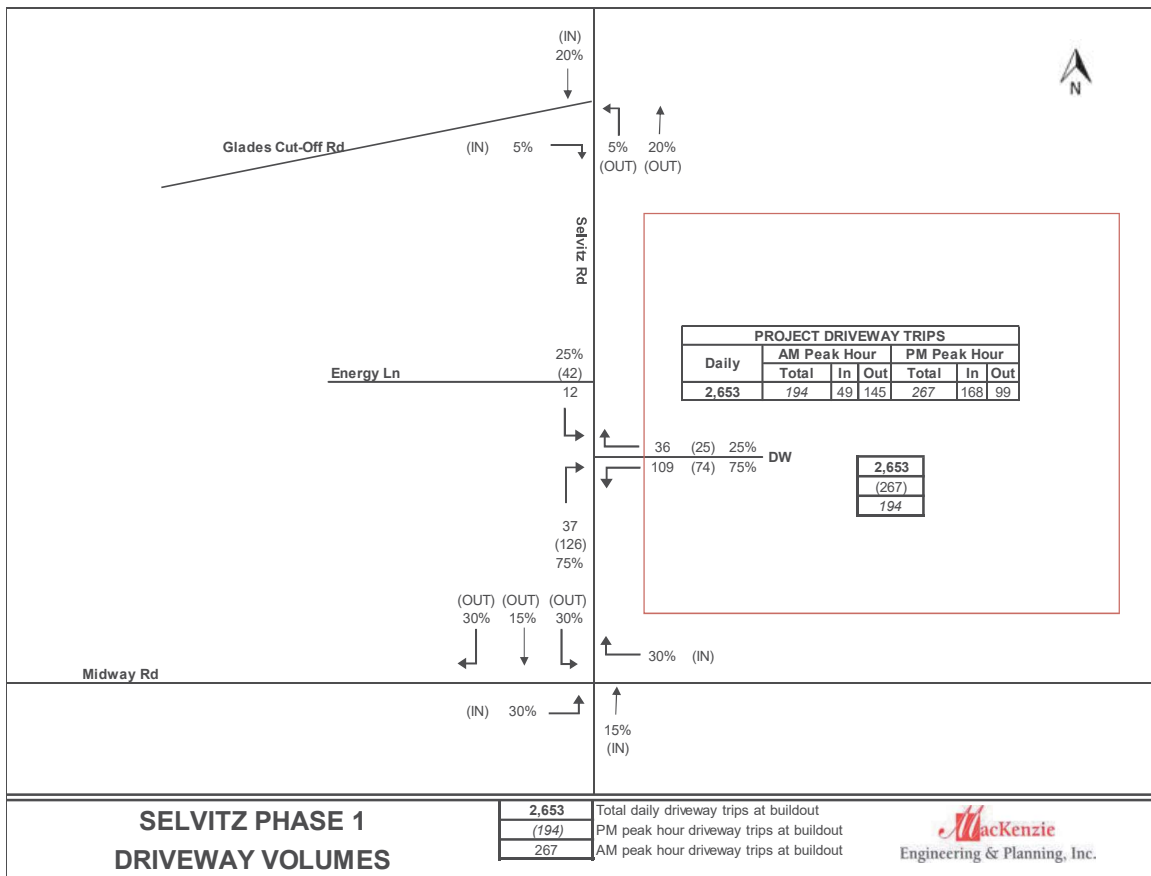 (IN)
20%
N
Glades Cut-Off Rd
(IN) 5%
5% 20%
(OUT) (OUT)
Selvitz Rd
PROJECT DRIVEWAY TRIPS
Daily AM Peak Hour PM Peak Hour
Total In Out Total In Out
2,653 194 49 145 267 168 99
25%
(42)
12
Energy Ln
36 (25) 25%
DW
109 (74) 75%
2,653
(267)
194
37
(126)
75%
(OUT) (OUT) (OUT)
30% 15% 30%
30% (IN)
Midway Rd
(IN) 30%
15%
(IN)
SELVITZ PHASE 1
DRIVEWAY VOLUMES
2,653 Total daily driveway trips at buildout
(194) PM peak hour driveway trips at buildout
267 AM peak hour driveway trips at buildout
MacKenzie
Engineering & Planning, Inc.